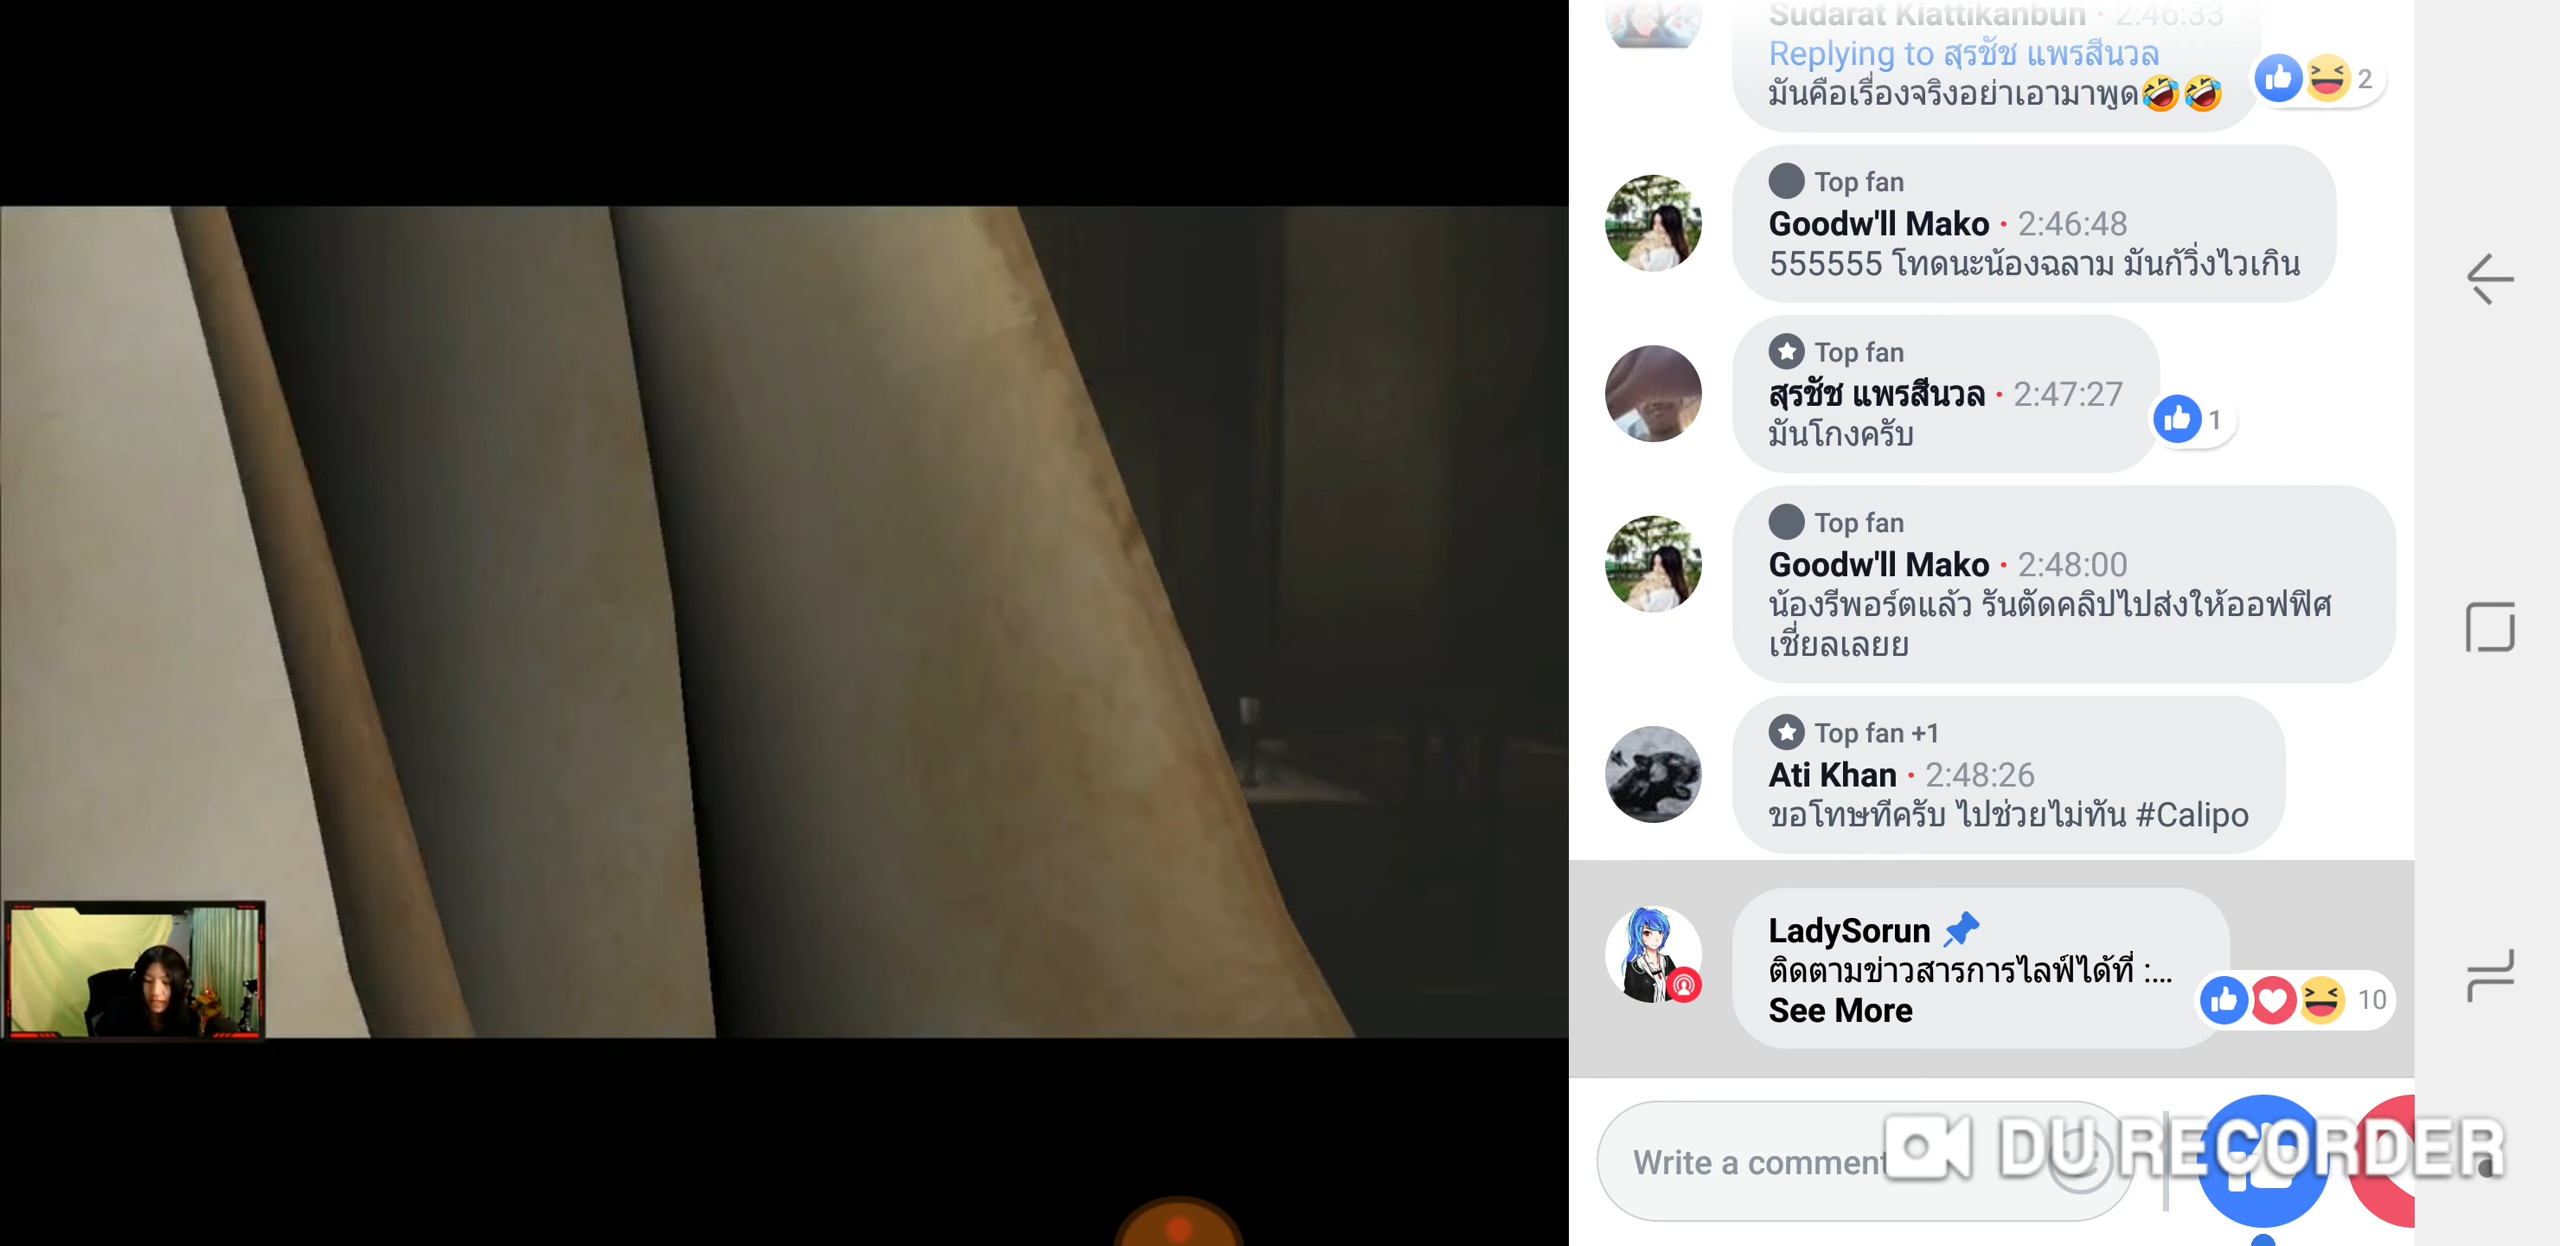 Sudarat Kiattikanbun · 2:46:33
Replying to สุรชัช แพรสีนวล
มันคือเรื่องจริงอย่าเอามาพูด🤣🤣
2
Top fan
Goodw'll Mako · 2:46:48
555555 โทดนะน้องฉลาม มันก้วิ่งไวเกิน
Top fan
สุรชัช แพรสีนวล · 2:47:27
มันโกงครับ
1
Top fan
Goodw'll Mako · 2:48:00
น้องรีพอร์ตแล้ว รันตัดคลิปไปส่งให้ออฟฟิศ
เชี่ยลเลยย
Top fan +1
Ati Khan · 2:48:26
ขอโทษทีครับ ไปช่วยไม่ทัน #Calipo
LadySorun
ติดตามข่าวสารการไลฟ์ได้ที่ :...
See More
10
Write a comment
DU RECORDER